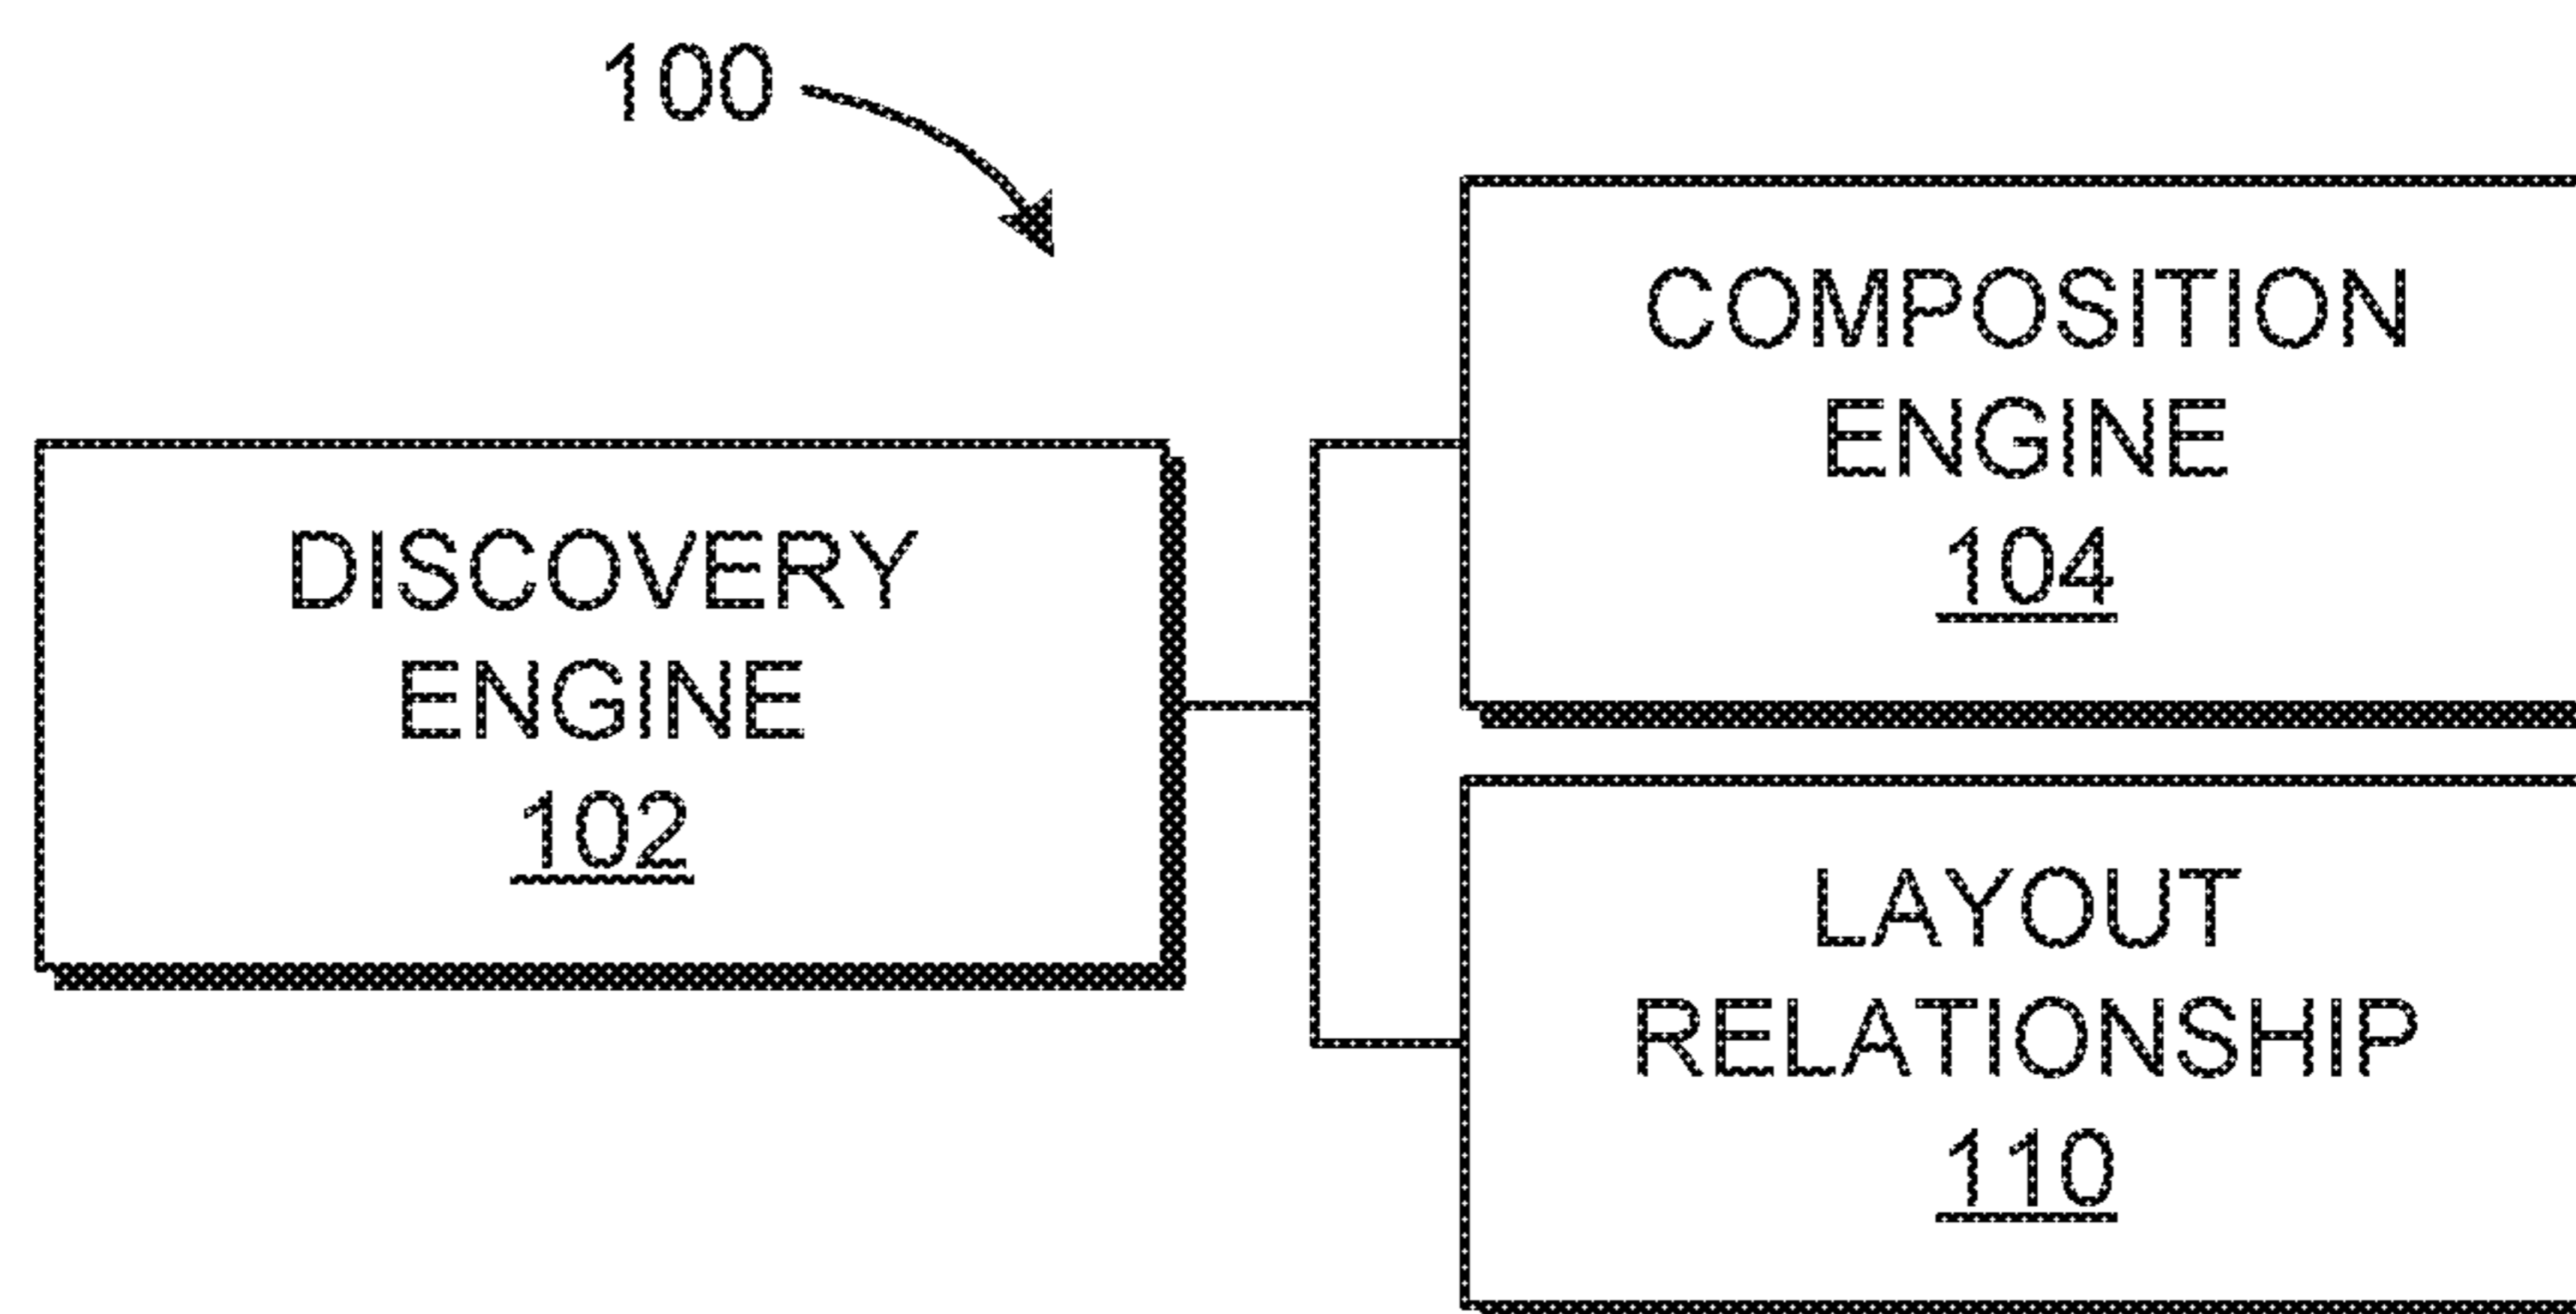 100
COMPOSITION
ENGINE
104
DISCOVERY
ENGINE
102
LAYOUT
RELATIONSHIP
110